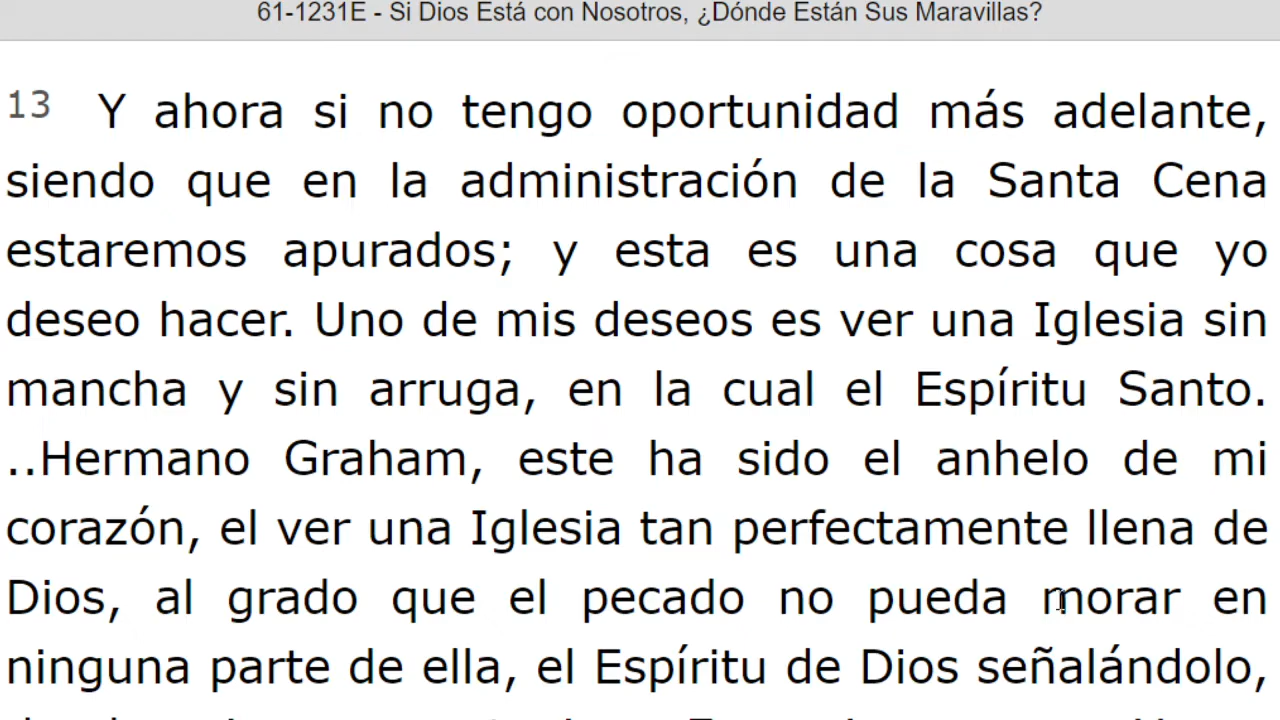 61-1231E - Si Dios Está con Nosotros, ¿Dónde Están Sus Maravillas?
13 Y ahora si no tengo oportunidad más adelante,
siendo que en la administración de la Santa Cena
estaremos apurados; y esta es una cosa que yo
deseo hacer. Uno de mis deseos es ver una Iglesia sin
mancha y sin arruga, en la cual el Espíritu Santo.
..Hermano Graham, este ha sido el anhelo de mi
corazón, el ver una Iglesia tan perfectamente llena de
Dios, al grado que el pecado no pueda morar en
ninguna parte de ella, el Espíritu de Dios señalándolo,